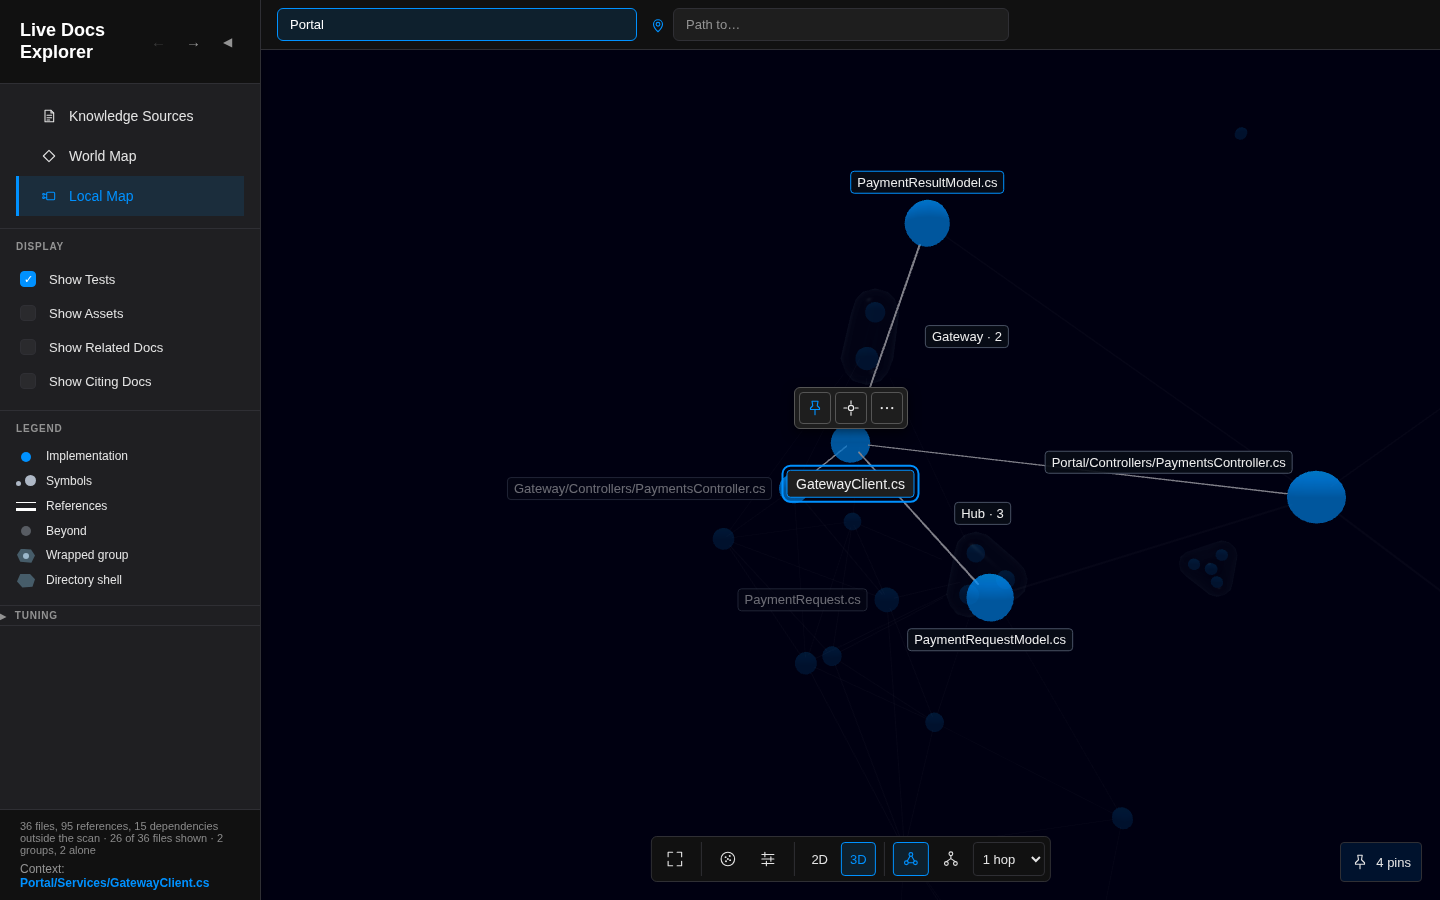 Live Docs
Explorer
← → ◀
Knowledge Sources
World Map
Local Map
DISPLAY
Show Tests
Show Assets
Show Related Docs
Show Citing Docs
LEGEND
Implementation
Symbols
References
Beyond
Wrapped group
Directory shell
▶ TUNING
36 files, 95 references, 15 dependencies
outside the scan · 26 of 36 files shown · 2
groups, 2 alone
Context:
Portal/Services/GatewayClient.cs
Portal
Path to…
PaymentResultModel.cs
Gateway · 2
Portal/Controllers/PaymentsController.cs
Gateway/Controllers/PaymentsController.cs
GatewayClient.cs
Hub · 3
PaymentRequest.cs
PaymentRequestModel.cs
2D
3D
1 hop
4 pins